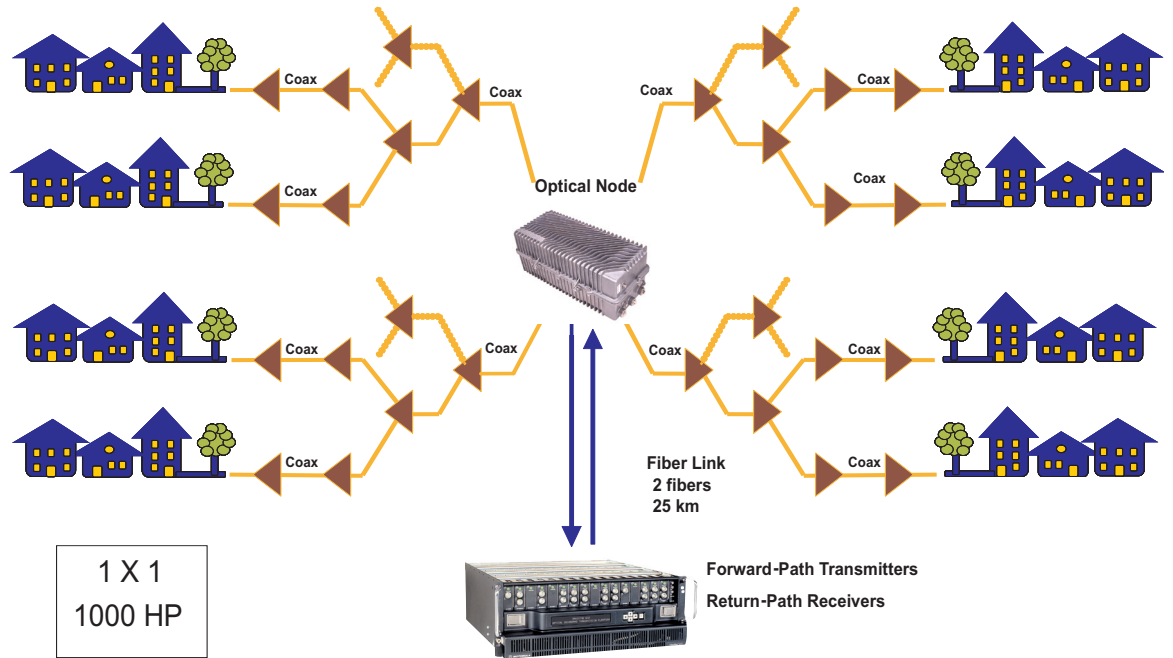 Coax
Coax
Coax
Coax
Coax
Coax
Optical Node
Coax
Coax
Coax
Coax
Coax
Coax
Coax
Coax
Fiber Link
2 fibers
25 km
1 X 1
1000 HP
Forward-Path Transmitters
Return-Path Receivers